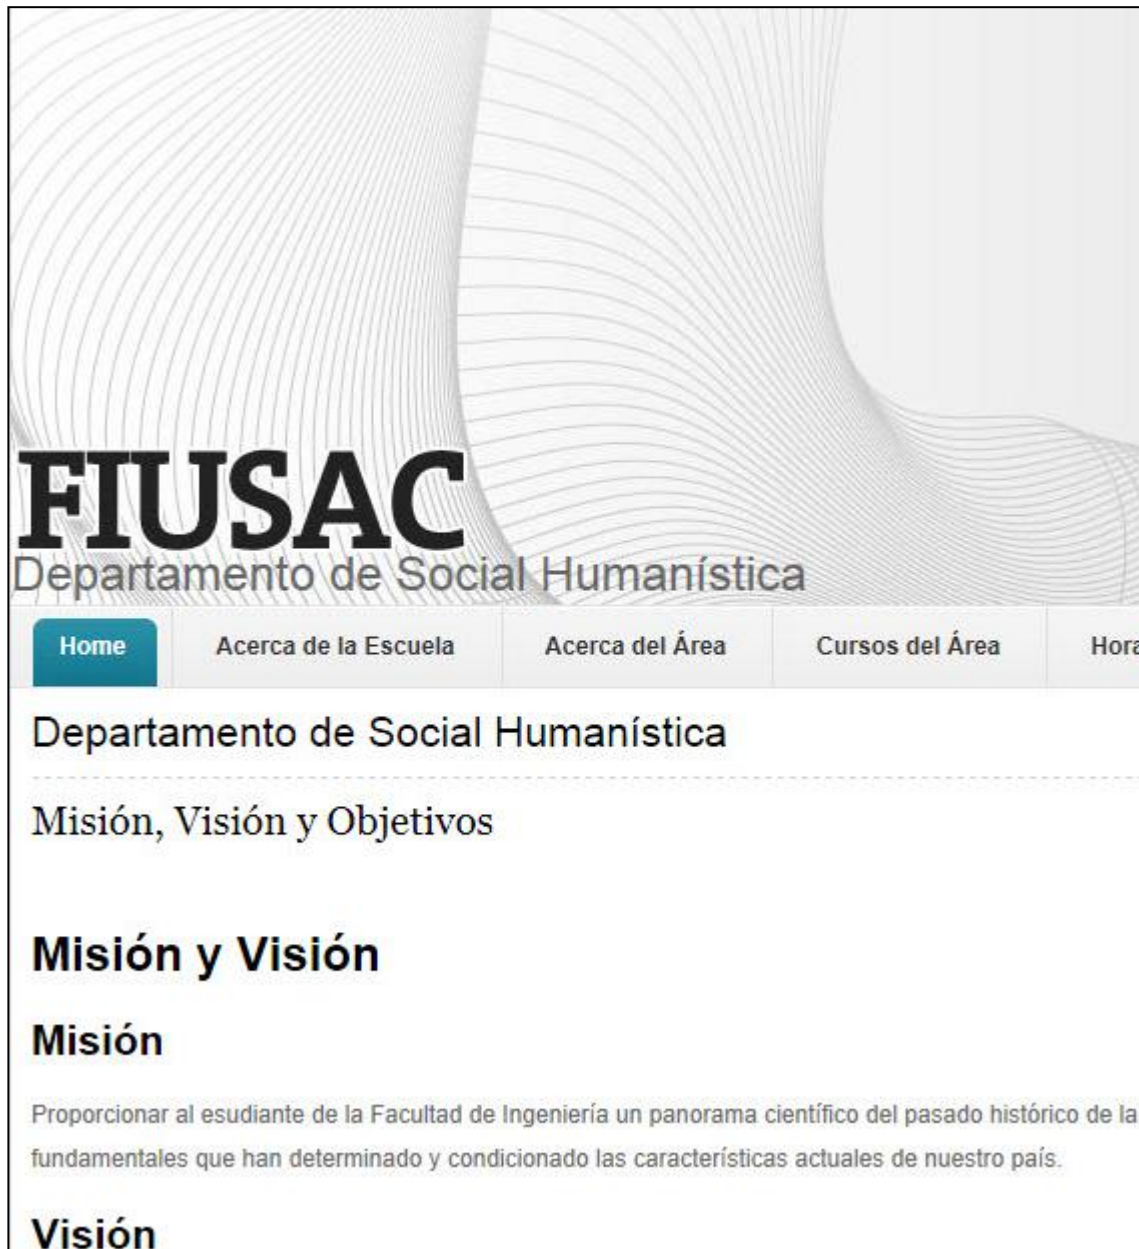 FIUSAC
Departamento de Social Humanística
Home Acerca de la Escuela Acerca del Área Cursos del Área Hora
Departamento de Social Humanística
Misión, Visión y Objetivos
Misión y Visión
Misión
Proporcionar al esudiante de la Facultad de Ingeniería un panorama científico del pasado histórico de la
fundamentales que han determinado y condicionado las características actuales de nuestro país.
Visión